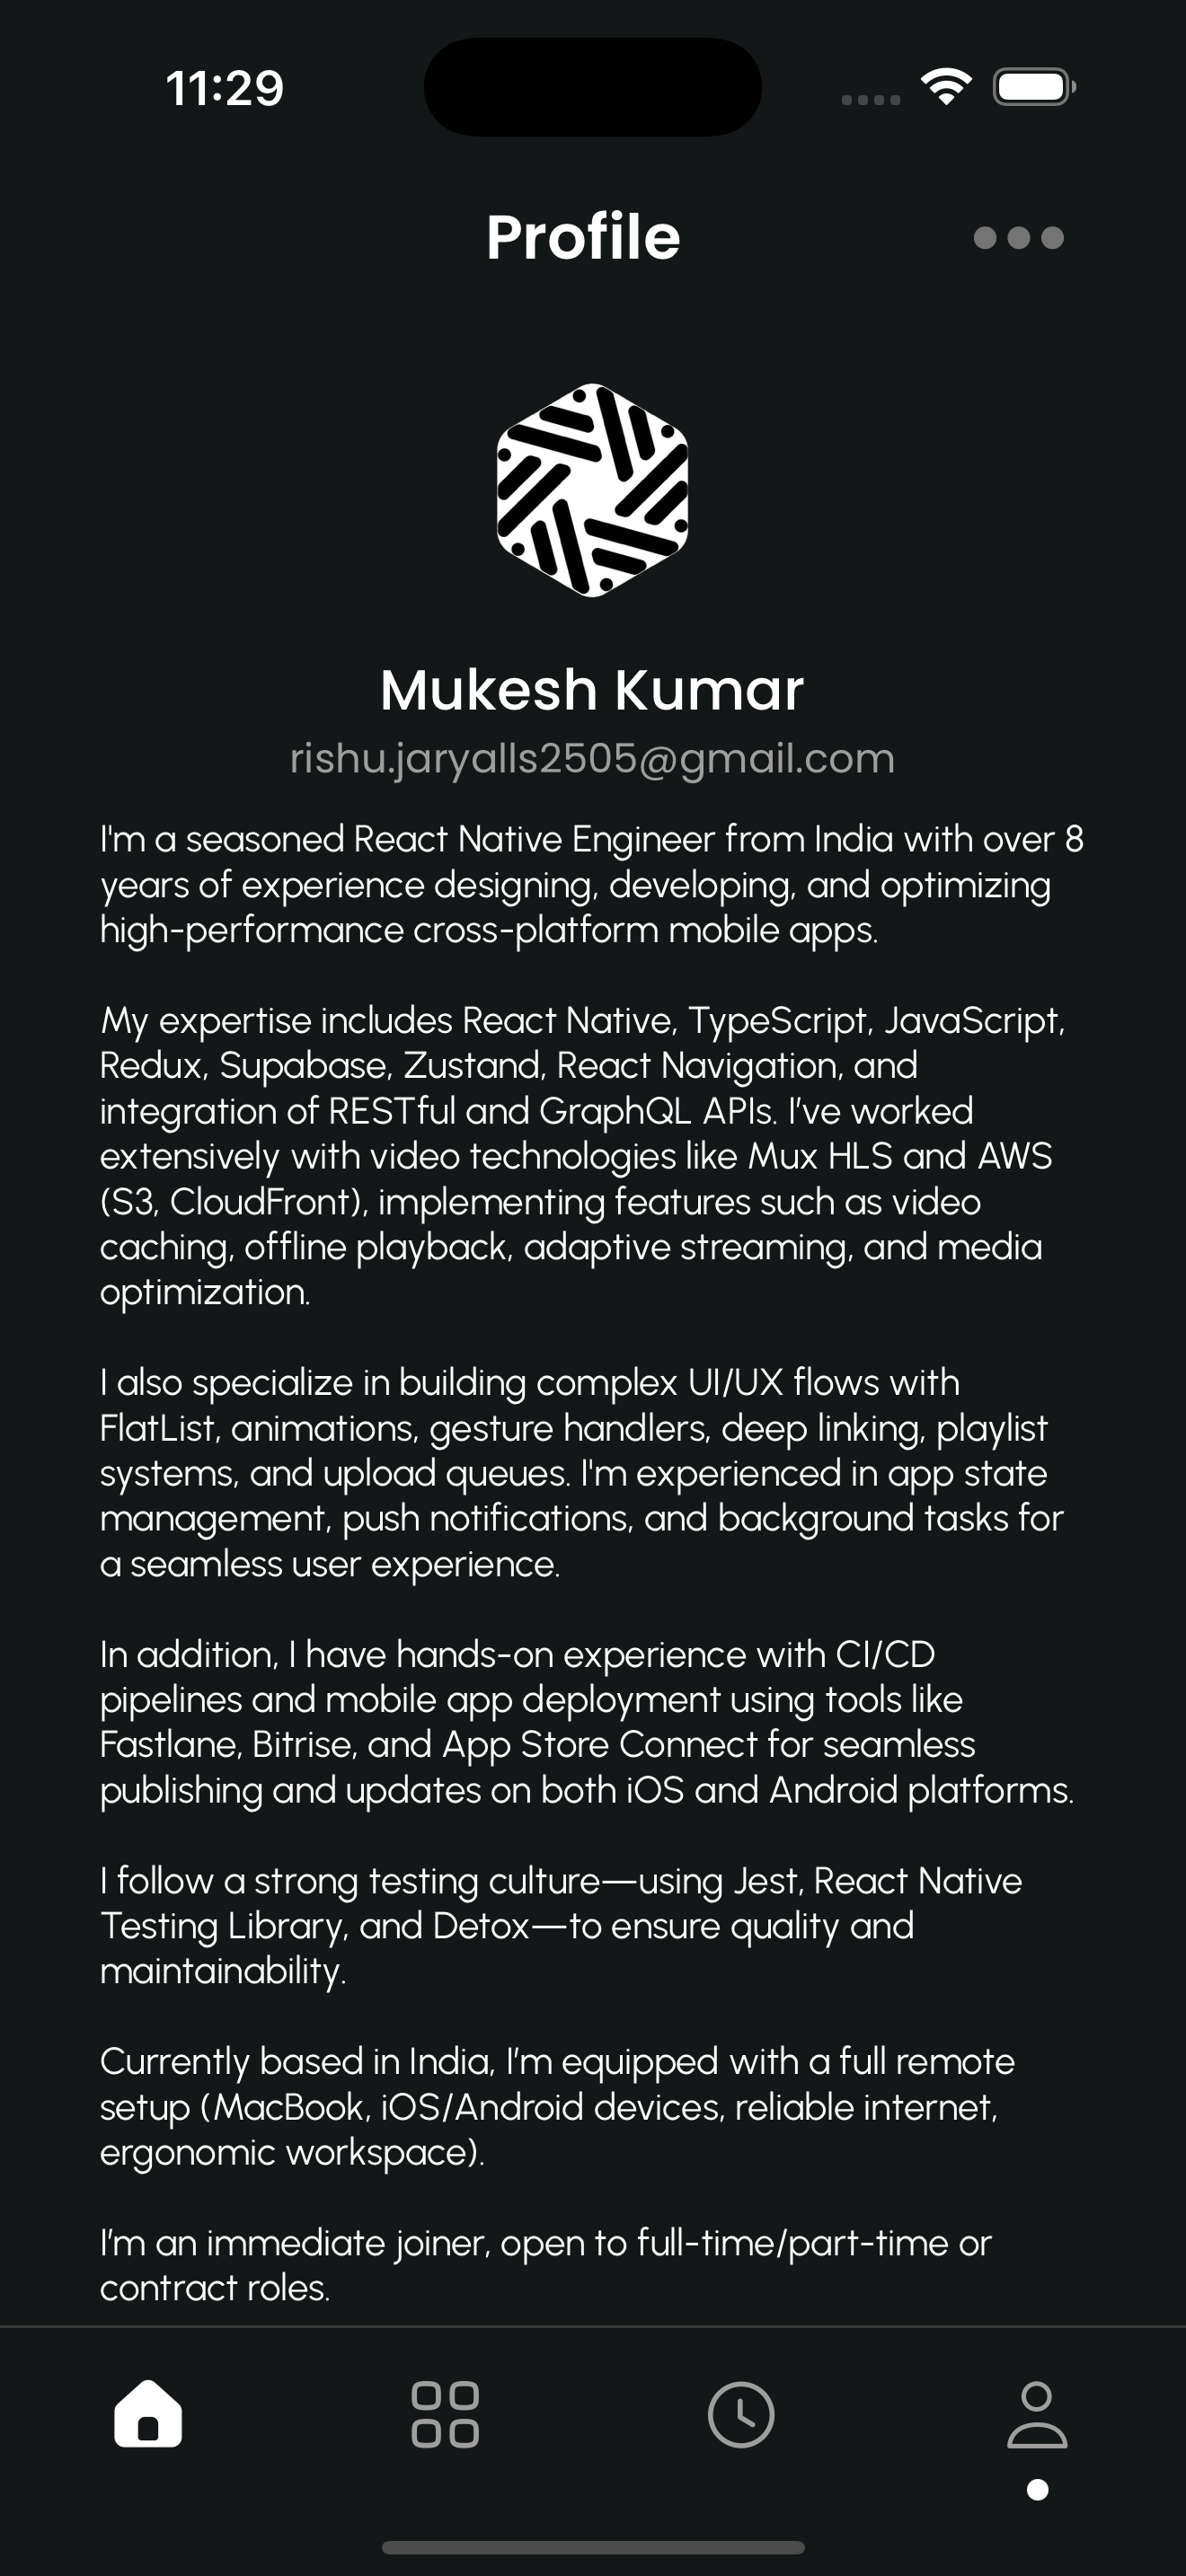 11:29
Profile
Mukesh Kumar
rishu.jaryalls2505@gmail.com
I'm a seasoned React Native Engineer from India with over 8
years of experience designing, developing, and optimizing
high-performance cross-platform mobile apps.
My expertise includes React Native, TypeScript, JavaScript,
Redux, Supabase, Zustand, React Navigation, and
integration of RESTful and GraphQL APIs. I’ve worked
extensively with video technologies like Mux HLS and AWS
(S3, CloudFront), implementing features such as video
caching, offline playback, adaptive streaming, and media
optimization.
I also specialize in building complex UI/UX flows with
FlatList, animations, gesture handlers, deep linking, playlist
systems, and upload queues. I'm experienced in app state
management, push notifications, and background tasks for
a seamless user experience.
In addition, I have hands-on experience with CI/CD
pipelines and mobile app deployment using tools like
Fastlane, Bitrise, and App Store Connect for seamless
publishing and updates on both iOS and Android platforms.
I follow a strong testing culture—using Jest, React Native
Testing Library, and Detox—to ensure quality and
maintainability.
Currently based in India, I’m equipped with a full remote
setup (MacBook, iOS/Android devices, reliable internet,
ergonomic workspace).
I’m an immediate joiner, open to full-time/part-time or
contract roles.